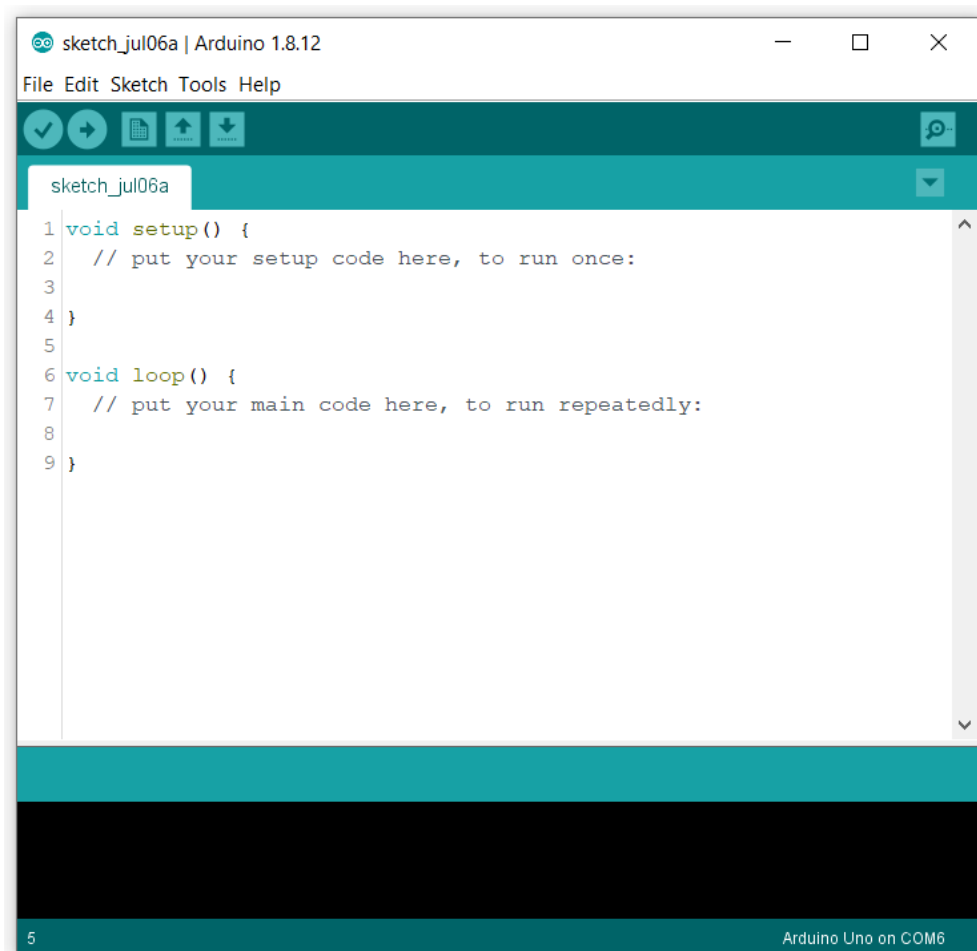 sketch_jul06a | Arduino 1.8.12
File Edit Sketch Tools Help
sketch_jul06a
1 void setup() {
2   // put your setup code here, to run once:
3
4 }
5
6 void loop() {
7   // put your main code here, to run repeatedly:
8
9 }
5 Arduino Uno on COM6